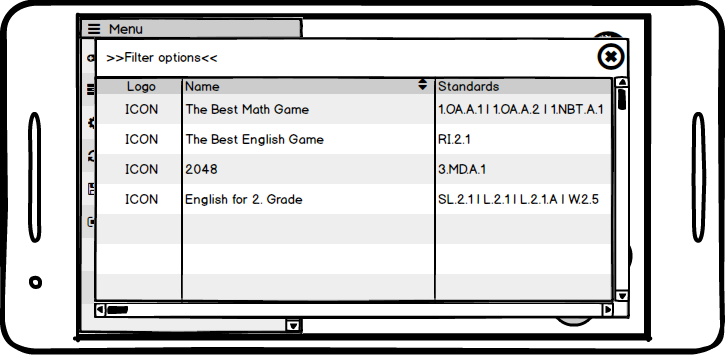 Menu
>>Filter options<<
Logo Name Standards
ICON The Best Math Game 1.OA.A.1 | 1.OA.A.2 | 1.NBT.A.1
ICON The Best English Game RI.2.1
ICON 2048 3.MD.A.1
ICON English for 2. Grade SL.2.1 | L.2.1 | L.2.1.A | W.2.5